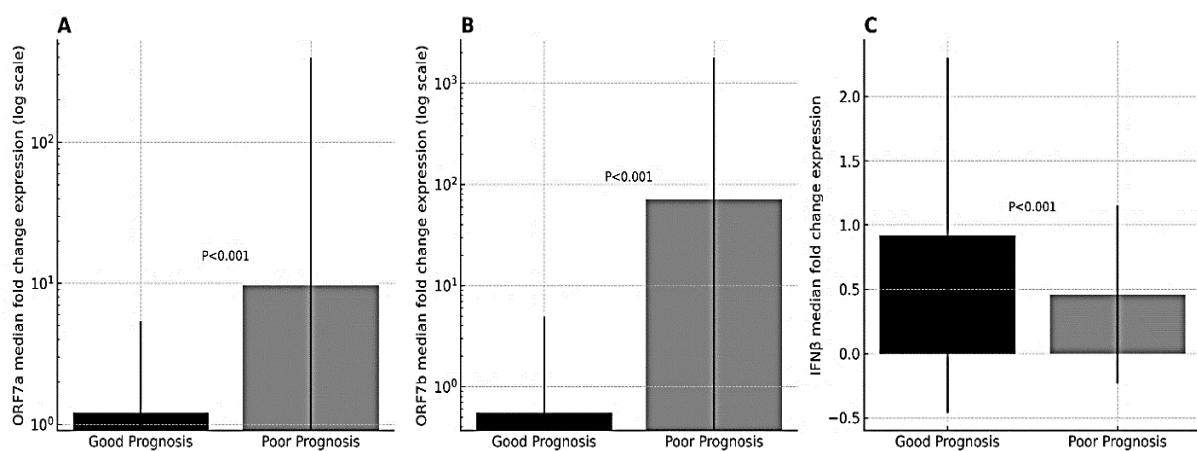 A
ORF7a median fold change expression (log scale)
10²
10¹
10⁰
P<0.001
Good Prognosis
Poor Prognosis
B
ORF7b median fold change expression (log scale)
10³
10²
10¹
10⁰
P<0.001
Good Prognosis
Poor Prognosis
C
IFNβ median fold change expression
2.0
1.5
1.0
0.5
0.0
−0.5
P<0.001
Good Prognosis
Poor Prognosis